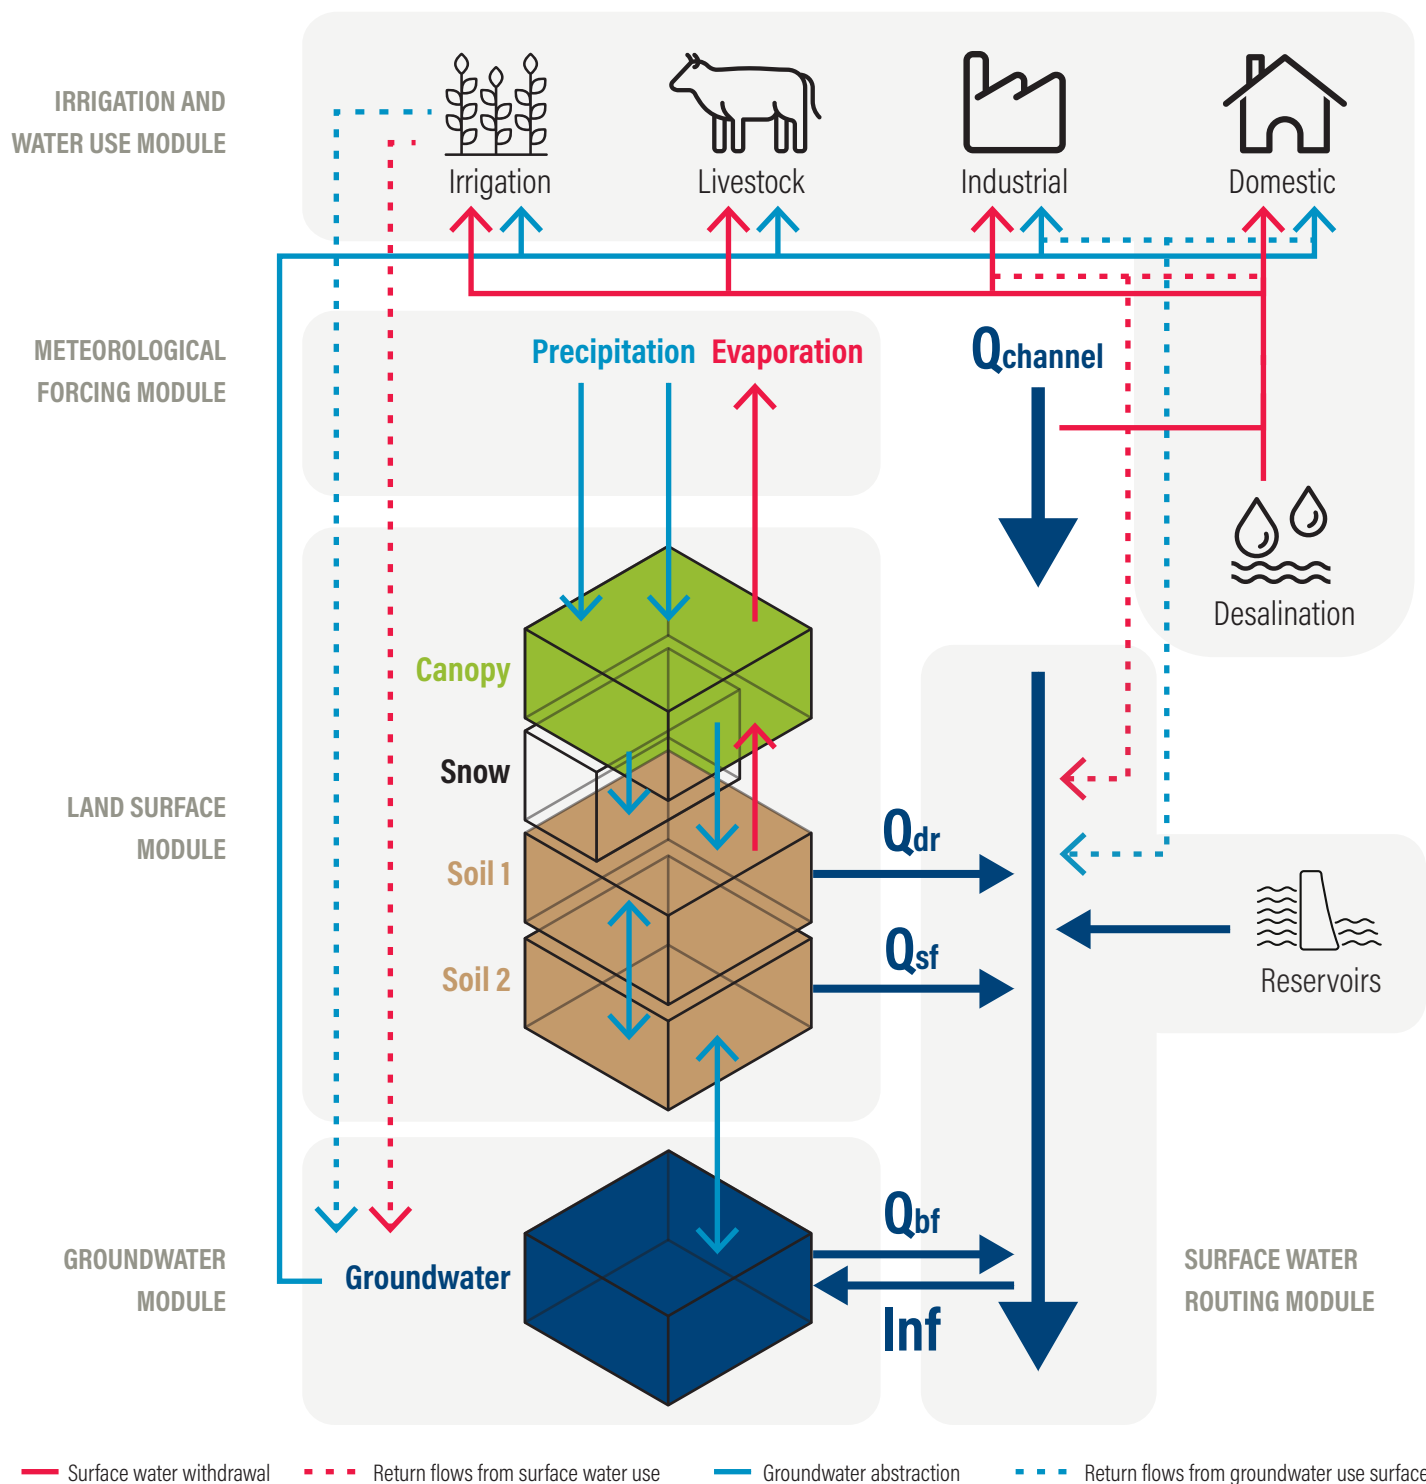 IRRIGATION AND
WATER USE MODULE
Irrigation
Livestock
Industrial
Domestic
METEOROLOGICAL
FORCING MODULE
Precipitation
Evaporation
Qchannel
Desalination
LAND SURFACE
MODULE
Canopy
Snow
Soil 1
Soil 2
Qdr
Qsf
Reservoirs
GROUNDWATER
MODULE
Groundwater
Qbf
Inf
SURFACE WATER
ROUTING MODULE
Surface water withdrawal
Return flows from surface water use
Groundwater abstraction
Return flows from groundwater use surface